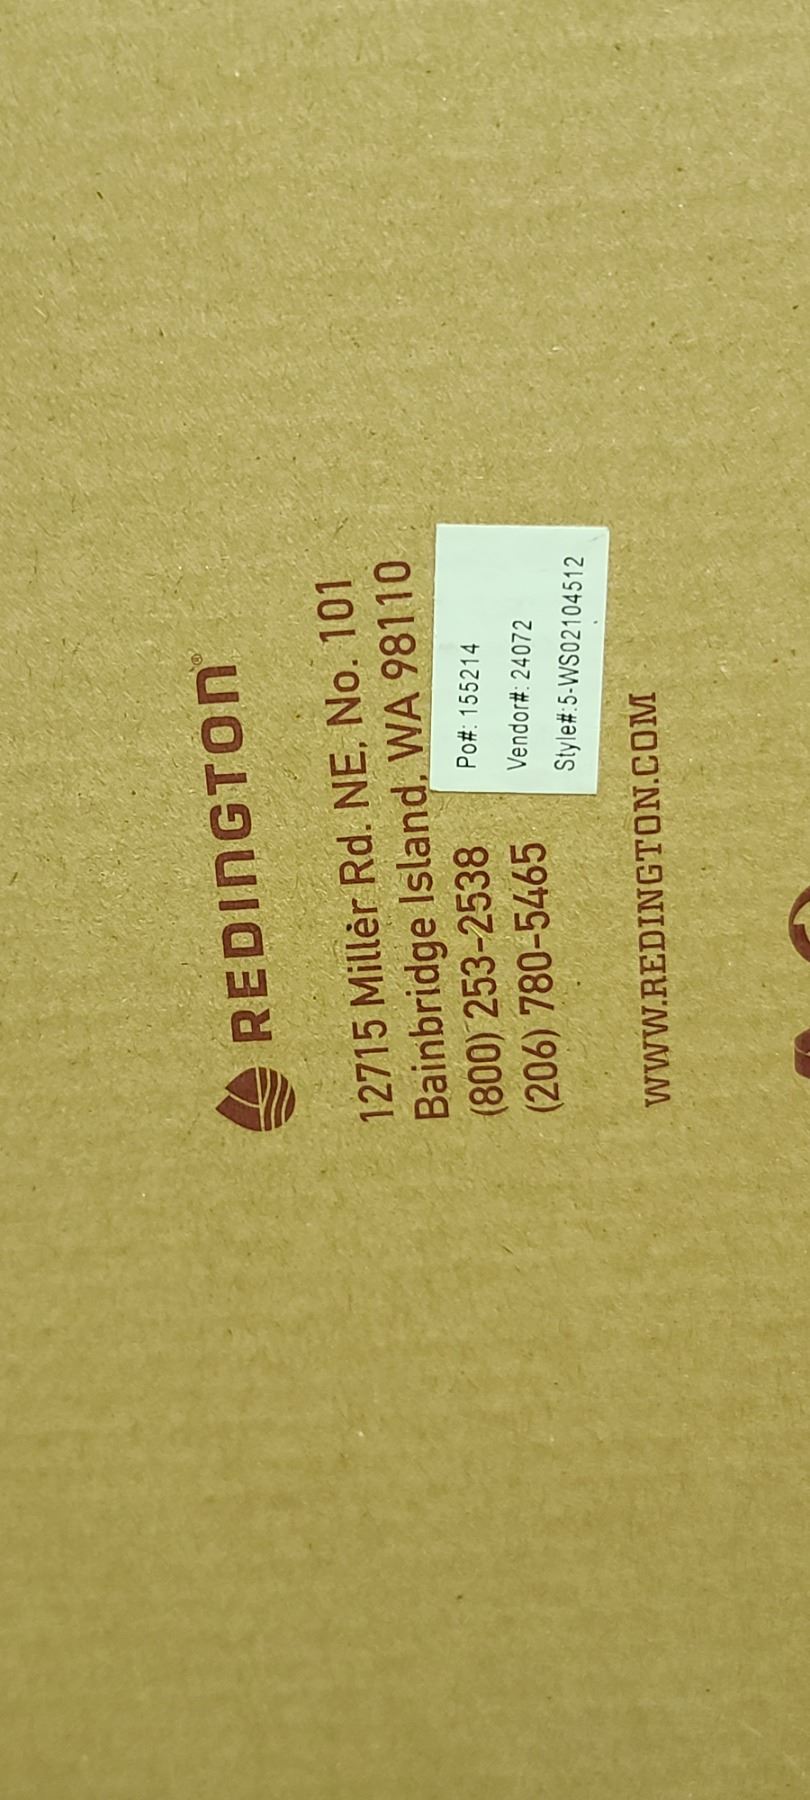 REDINGTON®
12715 Miller Rd. NE, No. 101
Bainbridge Island, WA 98110
(800) 253-2538
(206) 780-5465
WWW.REDINGTON.COM
Po#: 155214
Vendor#: 24072
Style#: 5-WS02104512